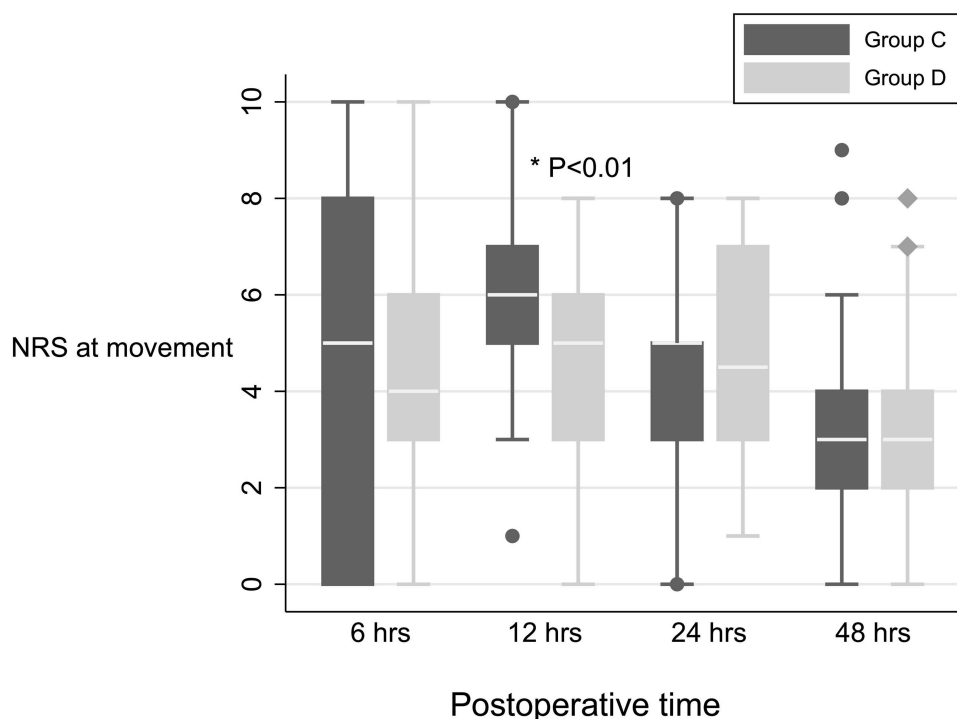 Group C
Group D
10
* P<0.01
8
6
NRS at movement
4
2
0
6 hrs 12 hrs 24 hrs 48 hrs
Postoperative time